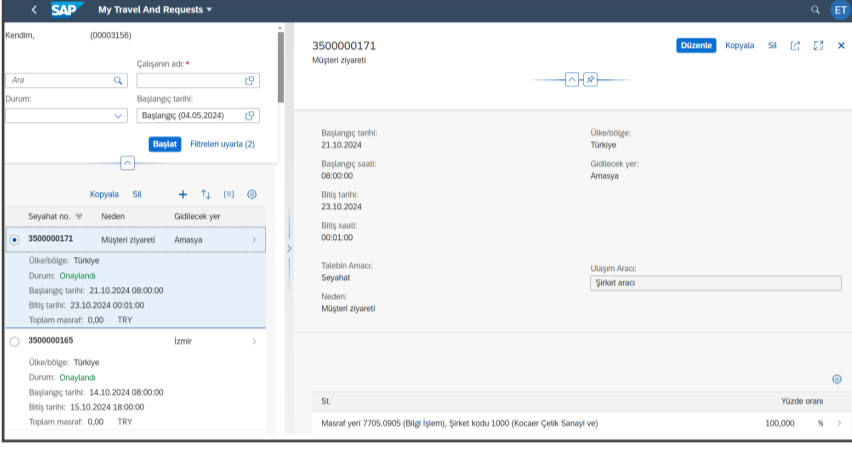 SAP My Travel And Requests
ET
Kendim, (00003156)
Çalışanın adı:*
Ara
Durum:
Başlangıç tarihi:
Başlangıç (04.05.2024)
Başlat Filtreleri uyarla (2)
Kopyala Sil
Seyahat no. Neden Gidilecek yer
3500000171 Müşteri ziyareti Amasya
Ülke/bölge: Türkiye
Durum: Onaylandı
Başlangıç tarihi: 21.10.2024 08:00:00
Bitiş tarihi: 23.10.2024 00:01:00
Toplam masraf: 0,00 TRY
3500000165 İzmir
Ülke/bölge: Türkiye
Durum: Onaylandı
Başlangıç tarihi: 14.10.2024 08:00:00
Bitiş tarihi: 15.10.2024 18:00:00
Toplam masraf: 0,00 TRY
3500000171
Müşteri ziyareti
Düzenle Kopyala Sil
Başlangıç tarihi:
21.10.2024
Başlangıç saati:
08:00:00
Bitiş tarihi:
23.10.2024
Bitiş saati:
00:01:00
Ülke/bölge:
Türkiye
Gidilecek yer:
Amasya
Talebin Amacı:
Seyahat
Neden:
Müşteri ziyareti
Ulaşım Aracı:
Şirket aracı
St. Yüzde oranı
Masraf yeri 7705.0905 (Bilgi İşlem), Şirket kodu 1000 (Kocaer Çelik Sanayi ve) 100,000 %